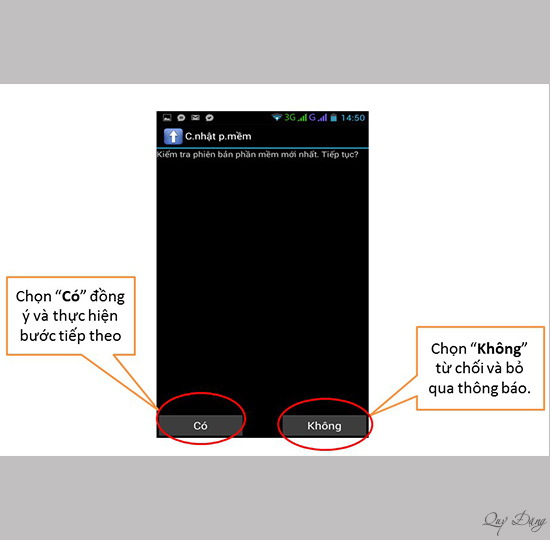 3G G 14:50
C.nhật p.mềm
Kiểm tra phiên bản phần mềm mới nhất. Tiếp tục?
Chọn “Có” đồng
ý và thực hiện
bước tiếp theo
Chọn “Không”
từ chối và bỏ
qua thông báo.
Có
Không
Quý Đặng